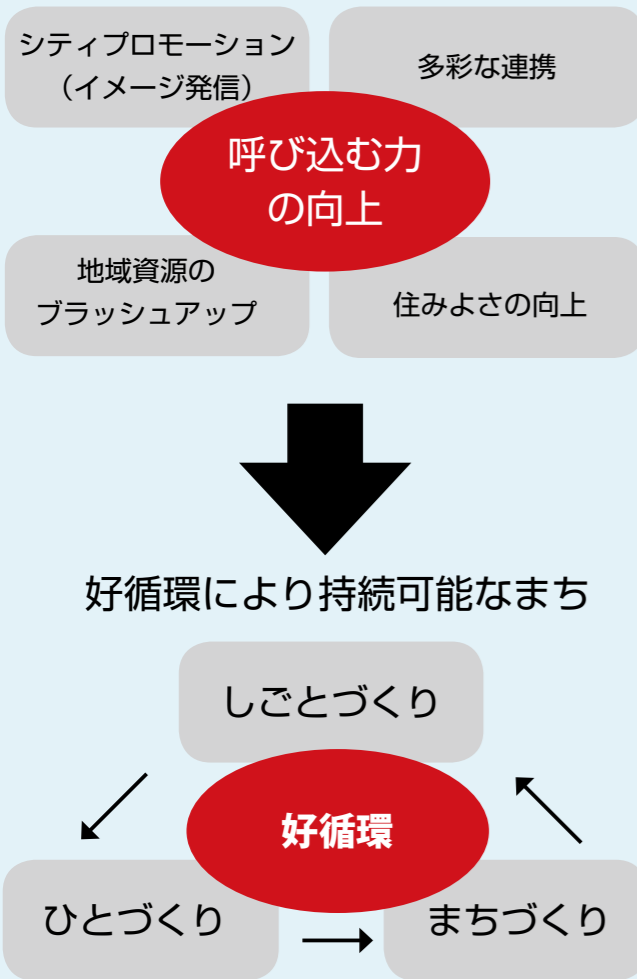 シティプロモーション
（イメージ発信）
多彩な連携
呼び込む力
の向上
地域資源の
ブラッシュアップ
住みよさの向上
好循環により持続可能なまち
しごとづくり
好循環
ひとづくり
まちづくり